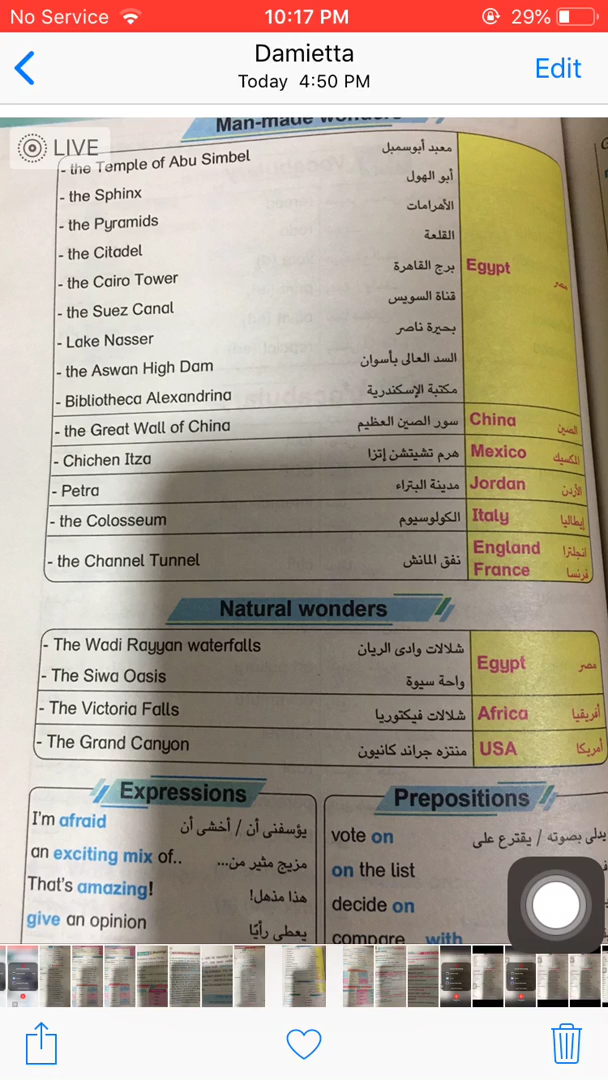 No Service 10:17 PM 29%
Damietta
Today 4:50 PM
Edit
LIVE
Man-made wonders
- the Temple of Abu Simbel معبد أبوسمبل
- the Sphinx أبو الهول
- the Pyramids الأهرامات
- the Citadel القلعة
- the Cairo Tower برج القاهرة Egypt مصر
- the Suez Canal قناة السويس
- Lake Nasser بحيرة ناصر
- the Aswan High Dam السد العالى بأسوان
- Bibliotheca Alexandrina مكتبة الإسكندرية
- the Great Wall of China سور الصين العظيم China الصين
- Chichen Itza هرم تشيتشن إتزا Mexico المكسيك
- Petra مدينة البتراء Jordan الأردن
- the Colosseum الكولوسيوم Italy إيطاليا
- the Channel Tunnel نفق المانش England انجلترا
France فرنسا
Natural wonders
- The Wadi Rayyan waterfalls شلالات وادى الريان
Egypt مصر
- The Siwa Oasis واحة سيوة
- The Victoria Falls شلالات فيكتوريا Africa أفريقيا
- The Grand Canyon منتزه جراند كانيون USA أمريكا
Expressions
I'm afraid يؤسفنى أن / أخشى أن
an exciting mix of.. مزيج مثير من...
That's amazing! هذا مذهل!
give an opinion يعطى رأيًا
Prepositions
vote on يدلى بصوته / يقترع على
on the list
decide on
compare with